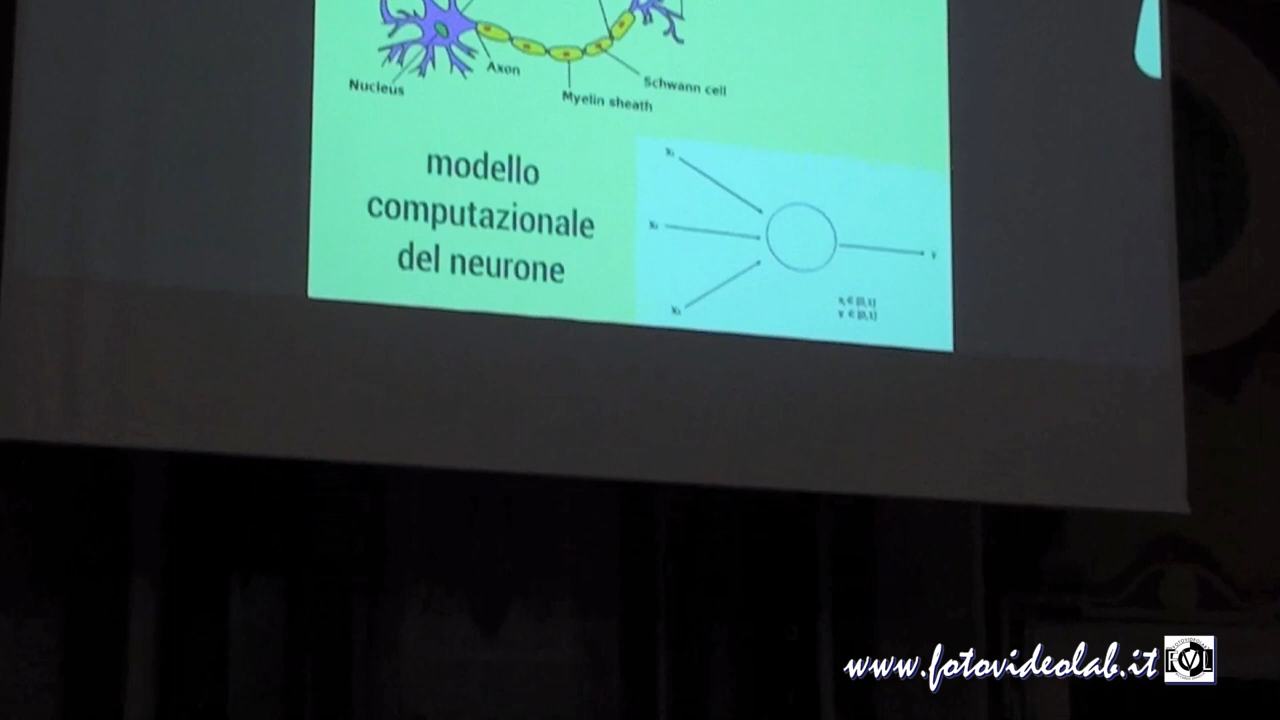 Axon
Schwann cell
Nucleus
Myelin sheath
modello
computazionale
del neurone
www.fotovideolab.it